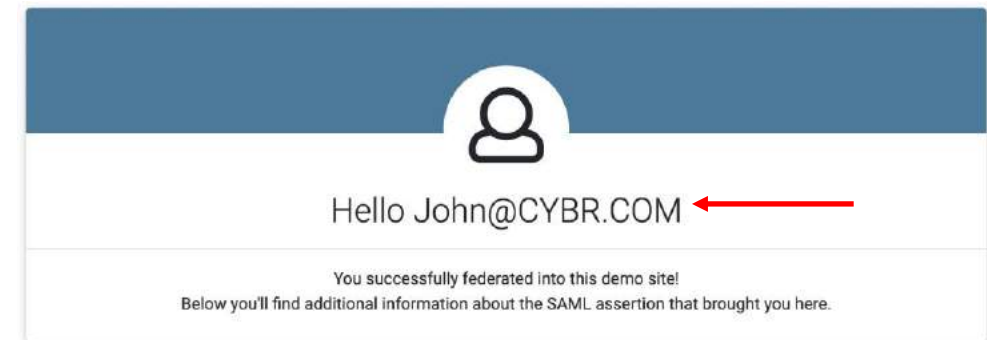 Hello John@CYBR.COM
You successfully federated into this demo site!
Below you'll find additional information about the SAML assertion that brought you here.